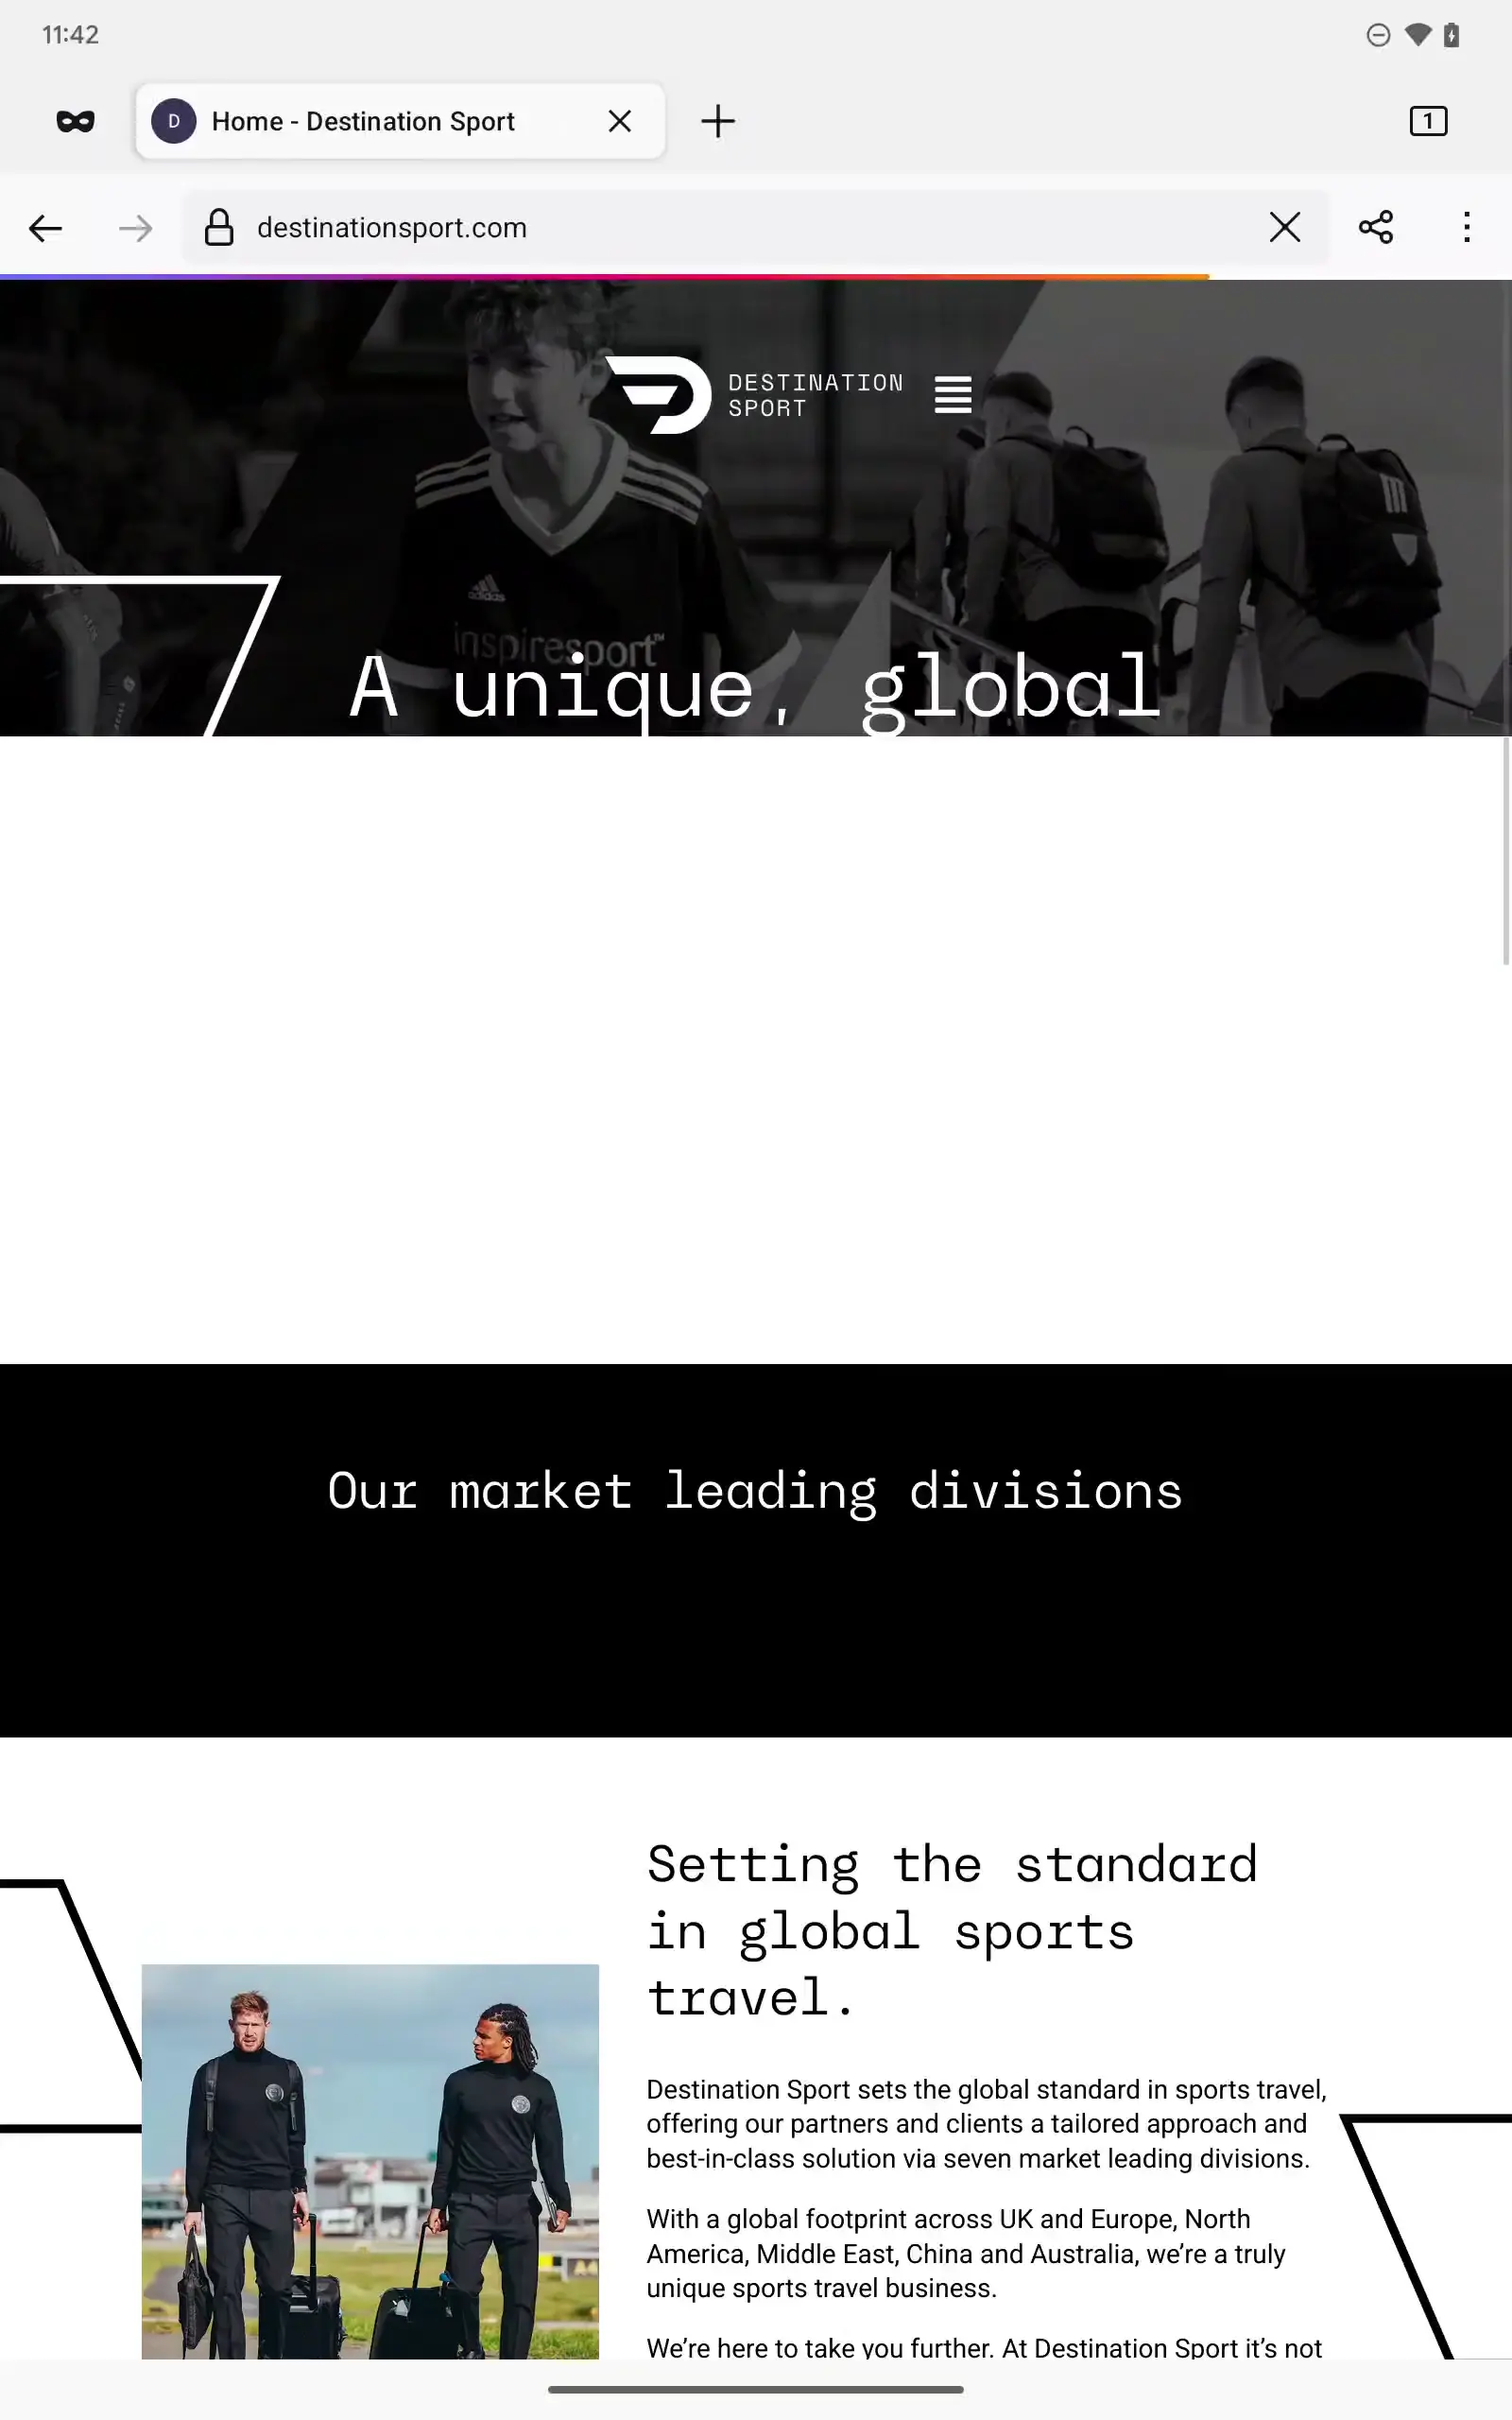 11:42
D
Home - Destination Sport
1
destinationsport.com
DESTINATION
SPORT
adidas
inspiresport™
A unique, global
Our market leading divisions
Setting the standard
in global sports
travel.
Destination Sport sets the global standard in sports travel,
offering our partners and clients a tailored approach and
best-in-class solution via seven market leading divisions.
With a global footprint across UK and Europe, North
America, Middle East, China and Australia, we’re a truly
unique sports travel business.
We’re here to take you further. At Destination Sport it’s not